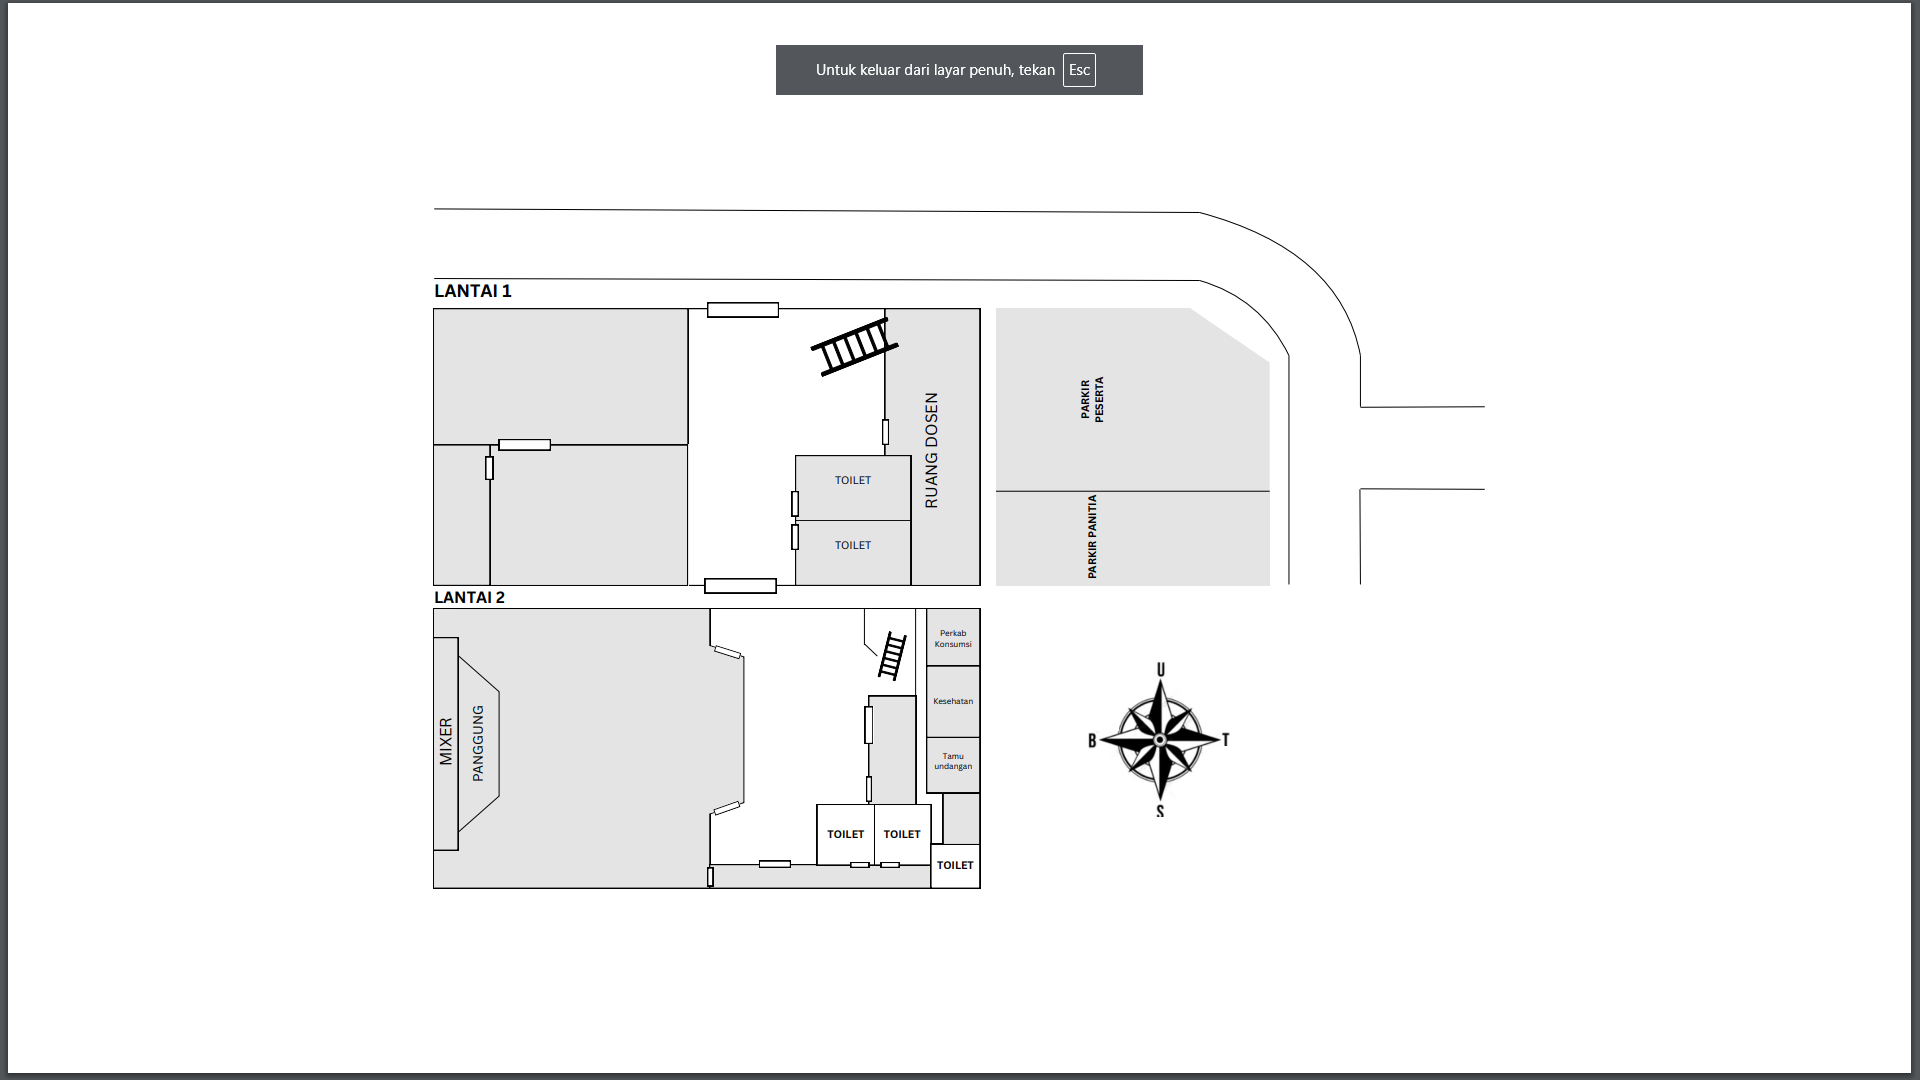 Untuk keluar dari layar penuh, tekan Esc
LANTAI 1
RUANG DOSEN
TOILET
TOILET
PARKIR
PESERTA
PARKIR PANITIA
LANTAI 2
MIXER
PANGGUNG
Perkab
Konsumsi
Kesehatan
Tamu
undangan
TOILET
TOILET
TOILET
U
B
T
S